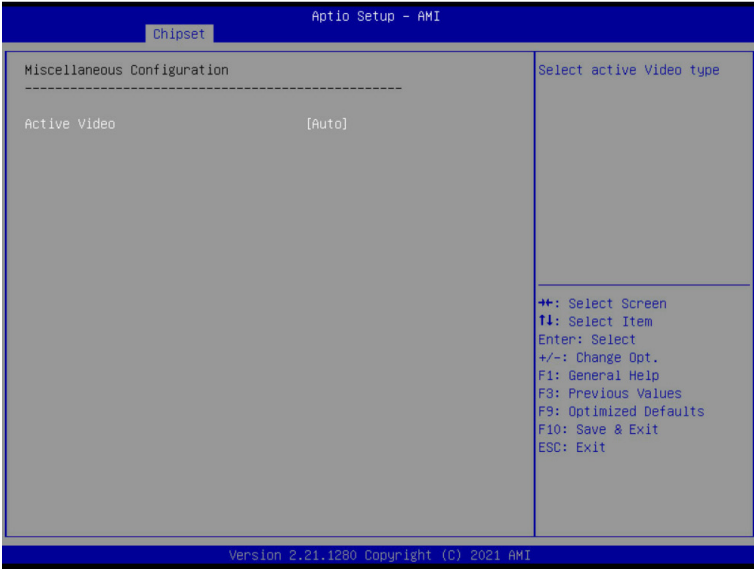 Aptio Setup – AMI
Chipset
Miscellaneous Configuration
--------------------------------------------------
Active Video [Auto]
Select active Video type
→←: Select Screen
↑↓: Select Item
Enter: Select
+/-: Change Opt.
F1: General Help
F3: Previous Values
F9: Optimized Defaults
F10: Save & Exit
ESC: Exit
Version 2.21.1280 Copyright (C) 2021 AMI